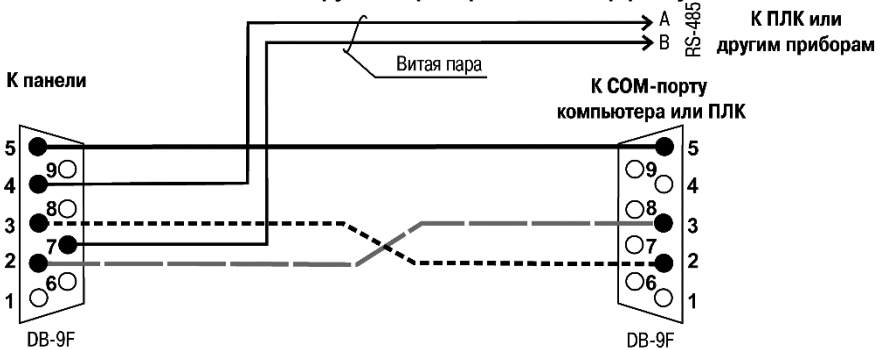 A
B
RS-485
К ПЛК или
другим приборам
Витая пара
К панели
К COM-порту
компьютера или ПЛК
5
9
4
8
3
7
2
6
1
DB-9F
5
9
4
8
3
7
2
6
1
DB-9F